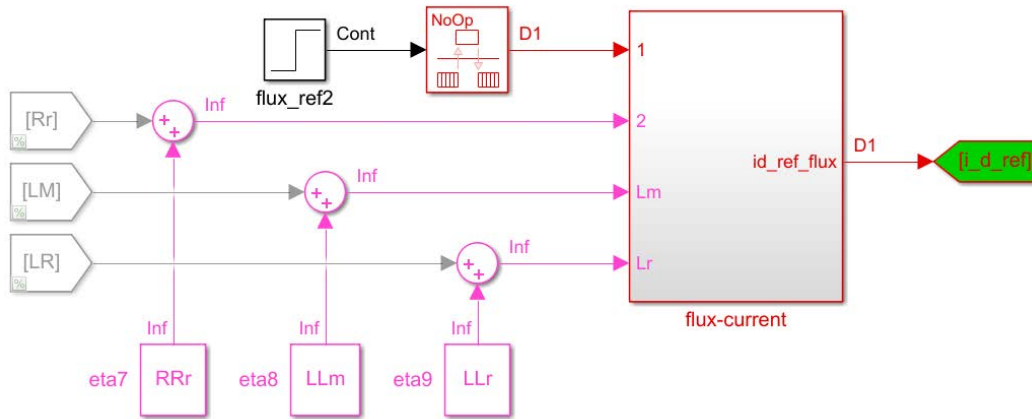 NoOp
Cont
D1
flux_ref2
1
[Rr]
%
+
+
Inf
2
D1
id_ref_flux
[i_d_ref]
[LM]
%
+
+
Inf
Lm
[LR]
%
+
+
Inf
Lr
flux-current
Inf
Inf
Inf
eta7
RRr
eta8
LLm
eta9
LLr